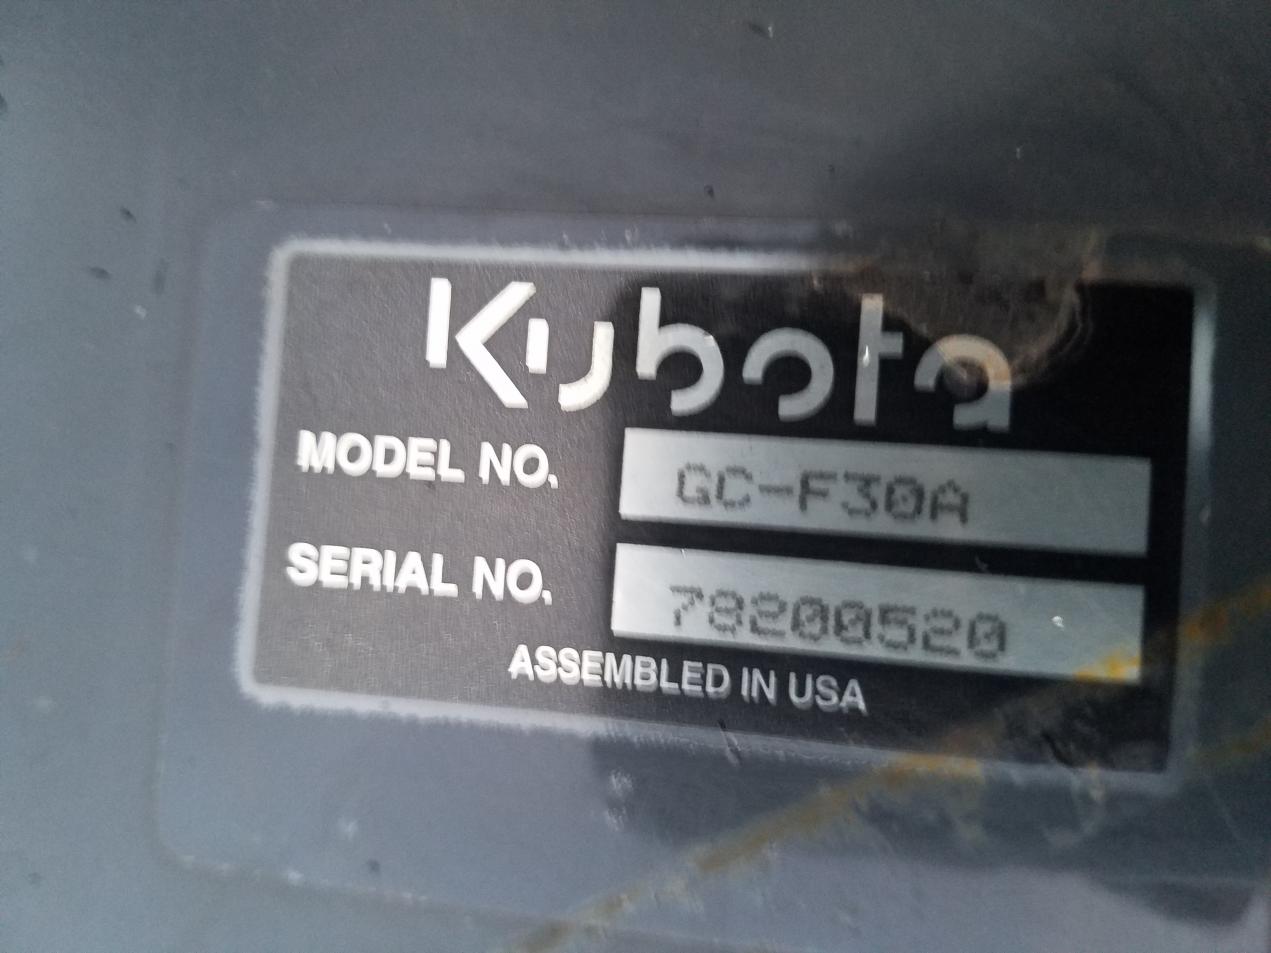 Kubota
MODEL NO. GC-F30A
SERIAL NO. 78200520
ASSEMBLED IN USA